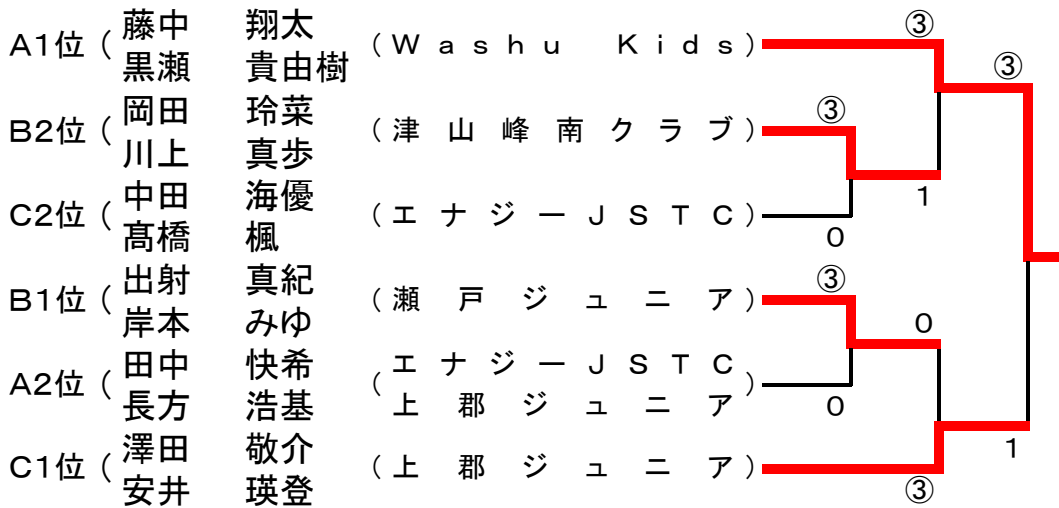 藤中 翔太 ③
A1位 ( (Washu Kids) ③
黒瀬 貴由樹
岡田 玲菜 ③
B2位 ( (津山峰南クラブ)
川上 真歩
中田 海優 1
C2位 ( (エナジーJSTC)
髙橋 楓 0
出射 真紀 ③
B1位 ( (瀬戸ジュニア)
岸本 みゆ 0
田中 快希 エナジーJSTC
A2位 ( (
長方 浩基 上郡ジュニア 0
澤田 敬介 1
C1位 ( (上郡ジュニア)
安井 瑛登 ③